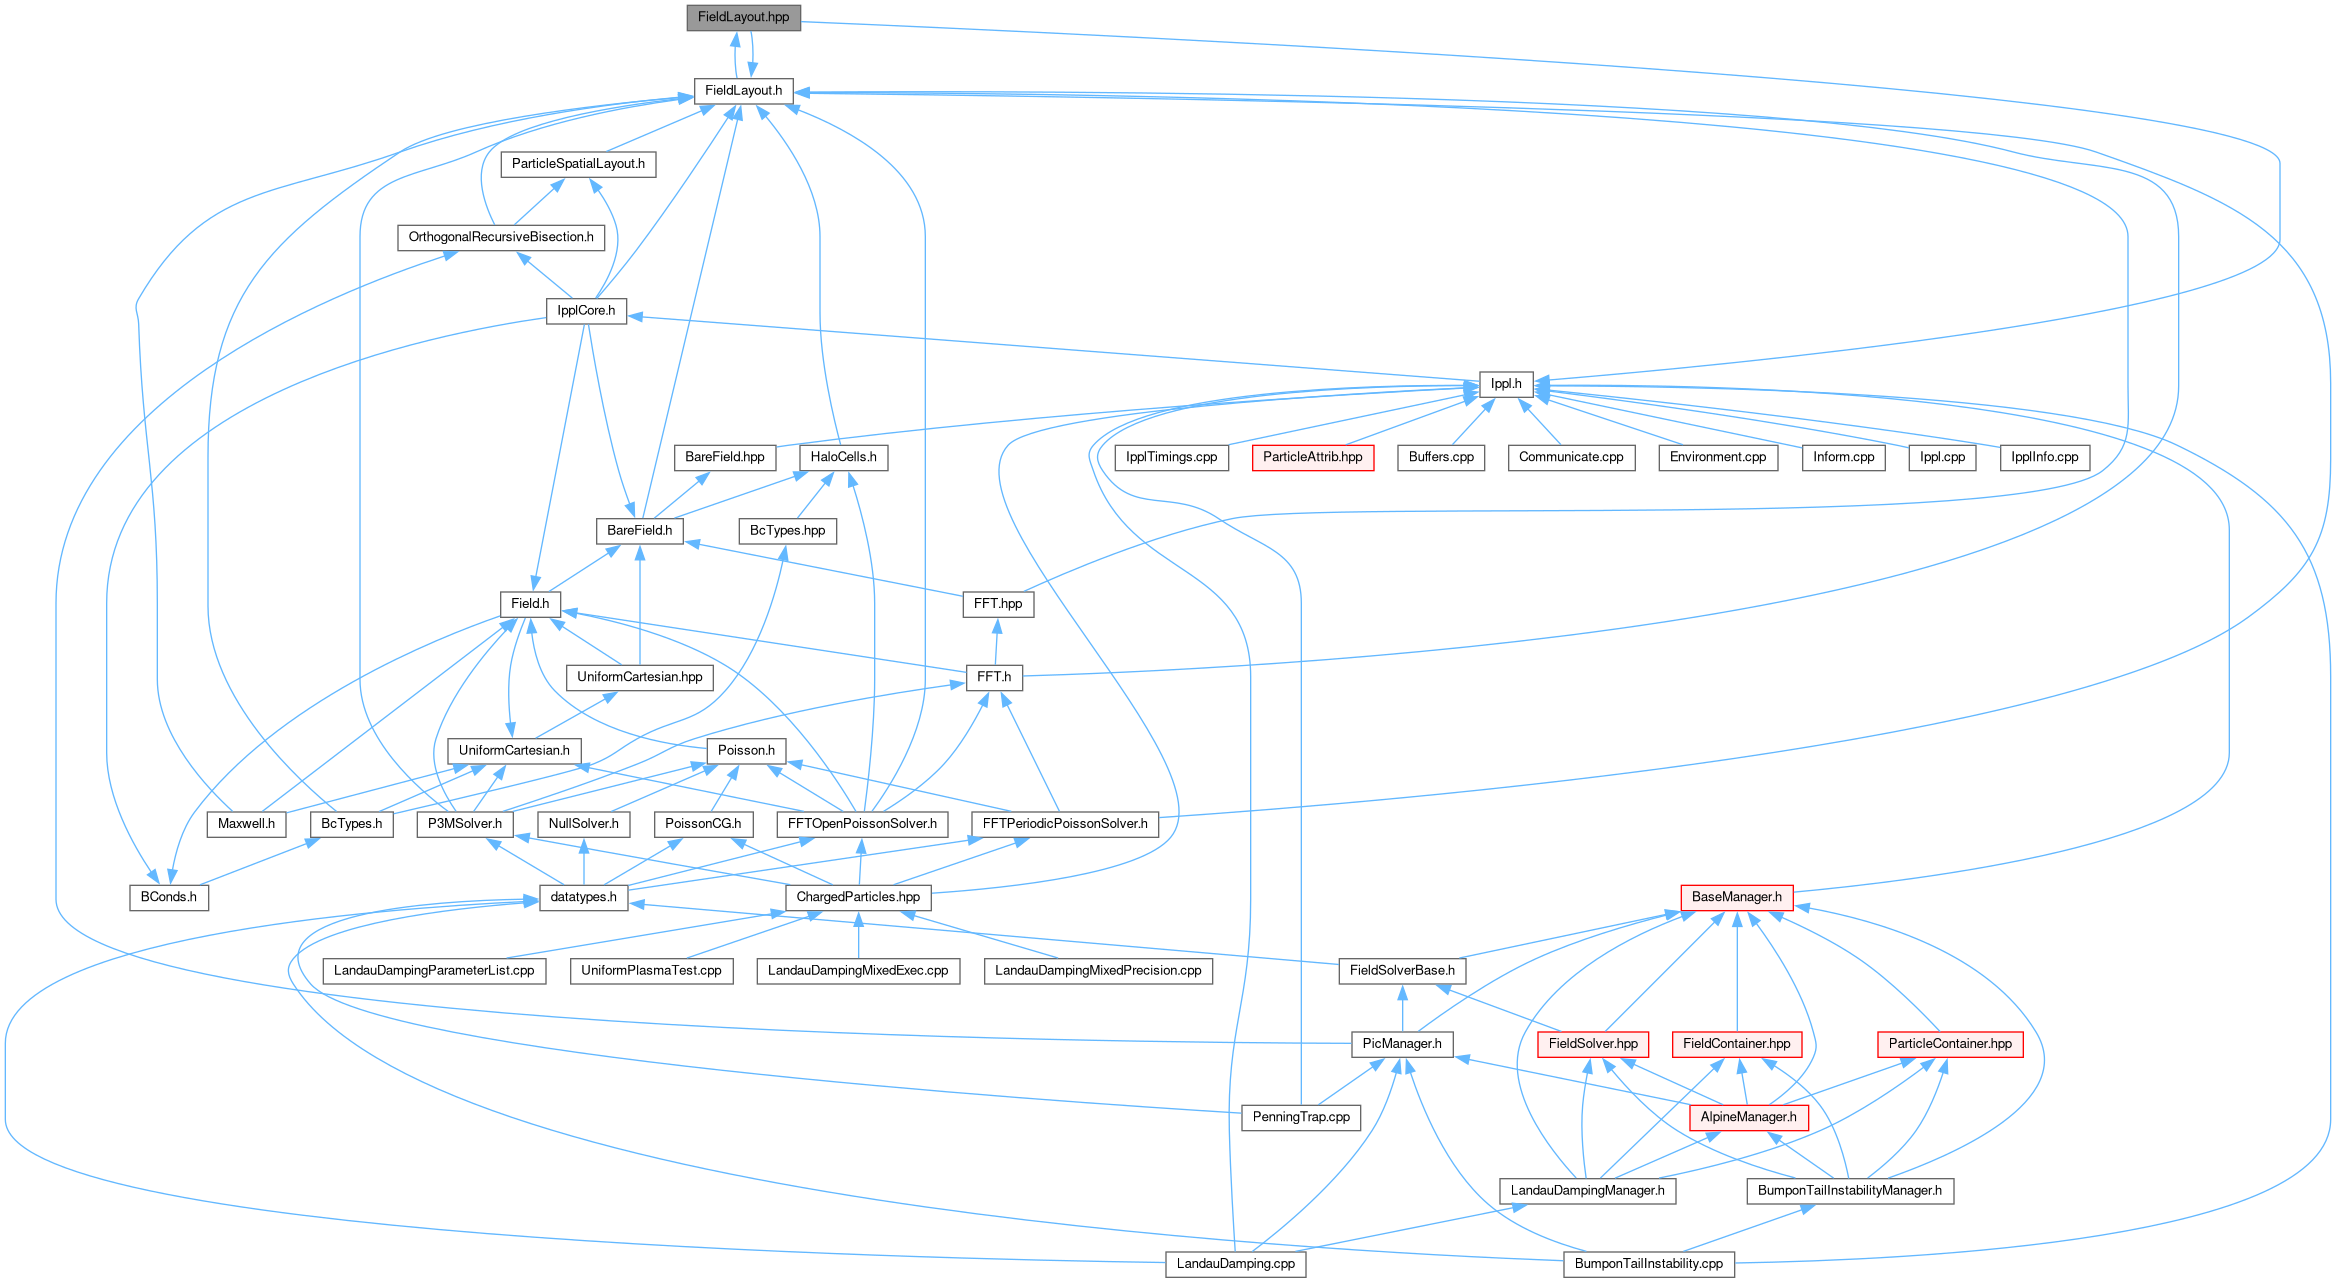 FieldLayout.hpp
FieldLayout.h
ParticleSpatialLayout.h
OrthogonalRecursiveBisection.h
IpplCore.h
Ippl.h
BareField.hpp
HaloCells.h
IpplTimings.cpp
ParticleAttrib.hpp
Buffers.cpp
Communicate.cpp
Environment.cpp
Inform.cpp
Ippl.cpp
IpplInfo.cpp
BareField.h
BcTypes.hpp
Field.h
FFT.hpp
UniformCartesian.hpp
FFT.h
UniformCartesian.h
Poisson.h
Maxwell.h
BcTypes.h
P3MSolver.h
NullSolver.h
PoissonCG.h
FFTOpenPoissonSolver.h
FFTPeriodicPoissonSolver.h
BConds.h
datatypes.h
ChargedParticles.hpp
BaseManager.h
LandauDampingParameterList.cpp
UniformPlasmaTest.cpp
LandauDampingMixedExec.cpp
LandauDampingMixedPrecision.cpp
FieldSolverBase.h
PicManager.h
FieldSolver.hpp
FieldContainer.hpp
ParticleContainer.hpp
PenningTrap.cpp
AlpineManager.h
LandauDampingManager.h
BumponTailInstabilityManager.h
LandauDamping.cpp
BumponTailInstability.cpp